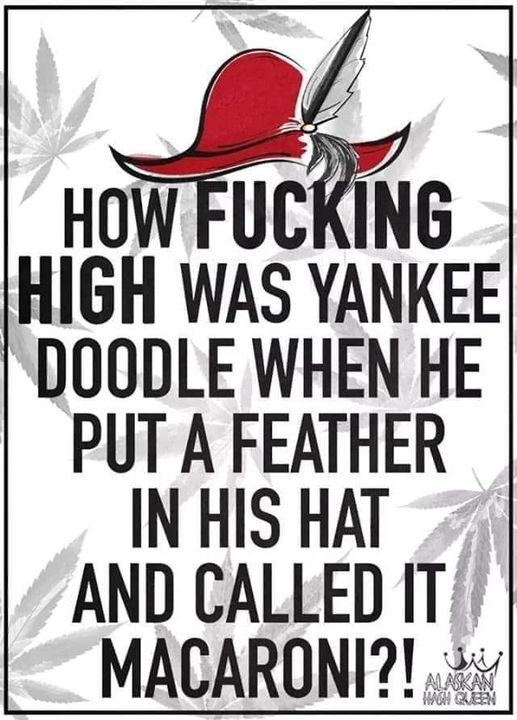 HOW FUCKING
HIGH WAS YANKEE
DOODLE WHEN HE
PUT A FEATHER
IN HIS HAT
AND CALLED IT
MACARONI?!
ALASKAN
HASH QUEEN